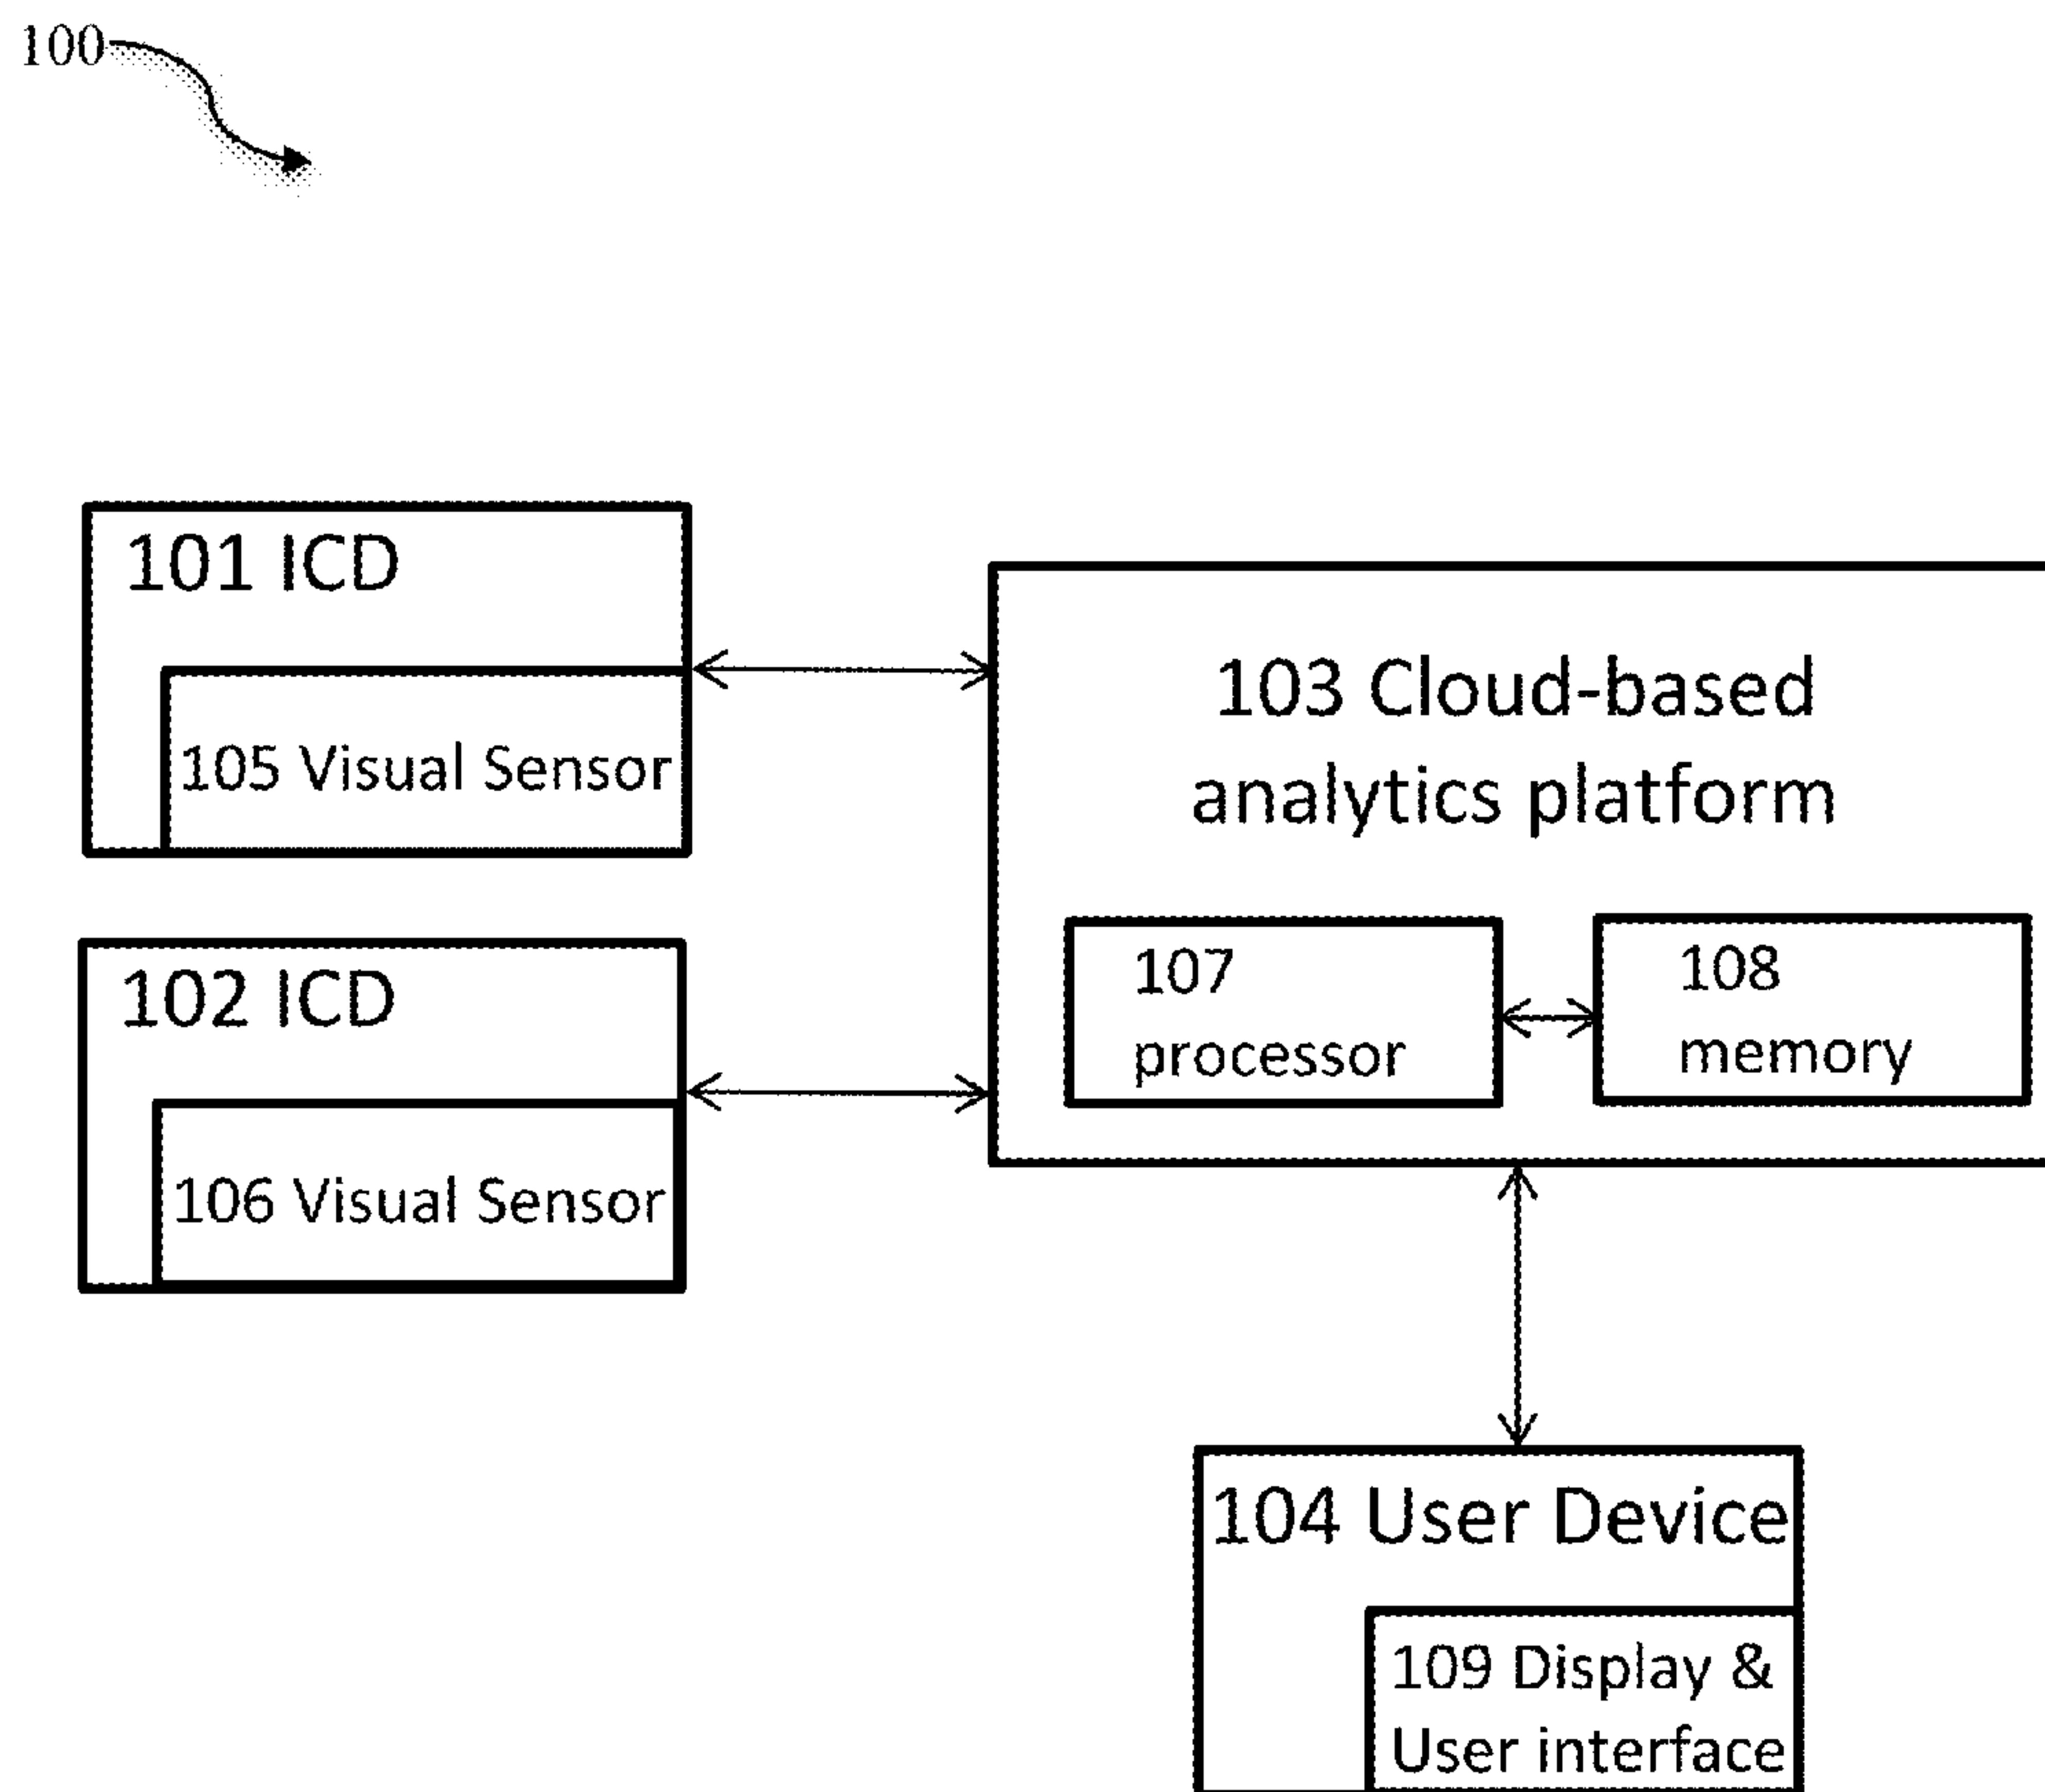 100
101 ICD
105 Visual Sensor
102 ICD
106 Visual Sensor
103 Cloud-based
analytics platform
107
processor
108
memory
104 User Device
109 Display &
User interface